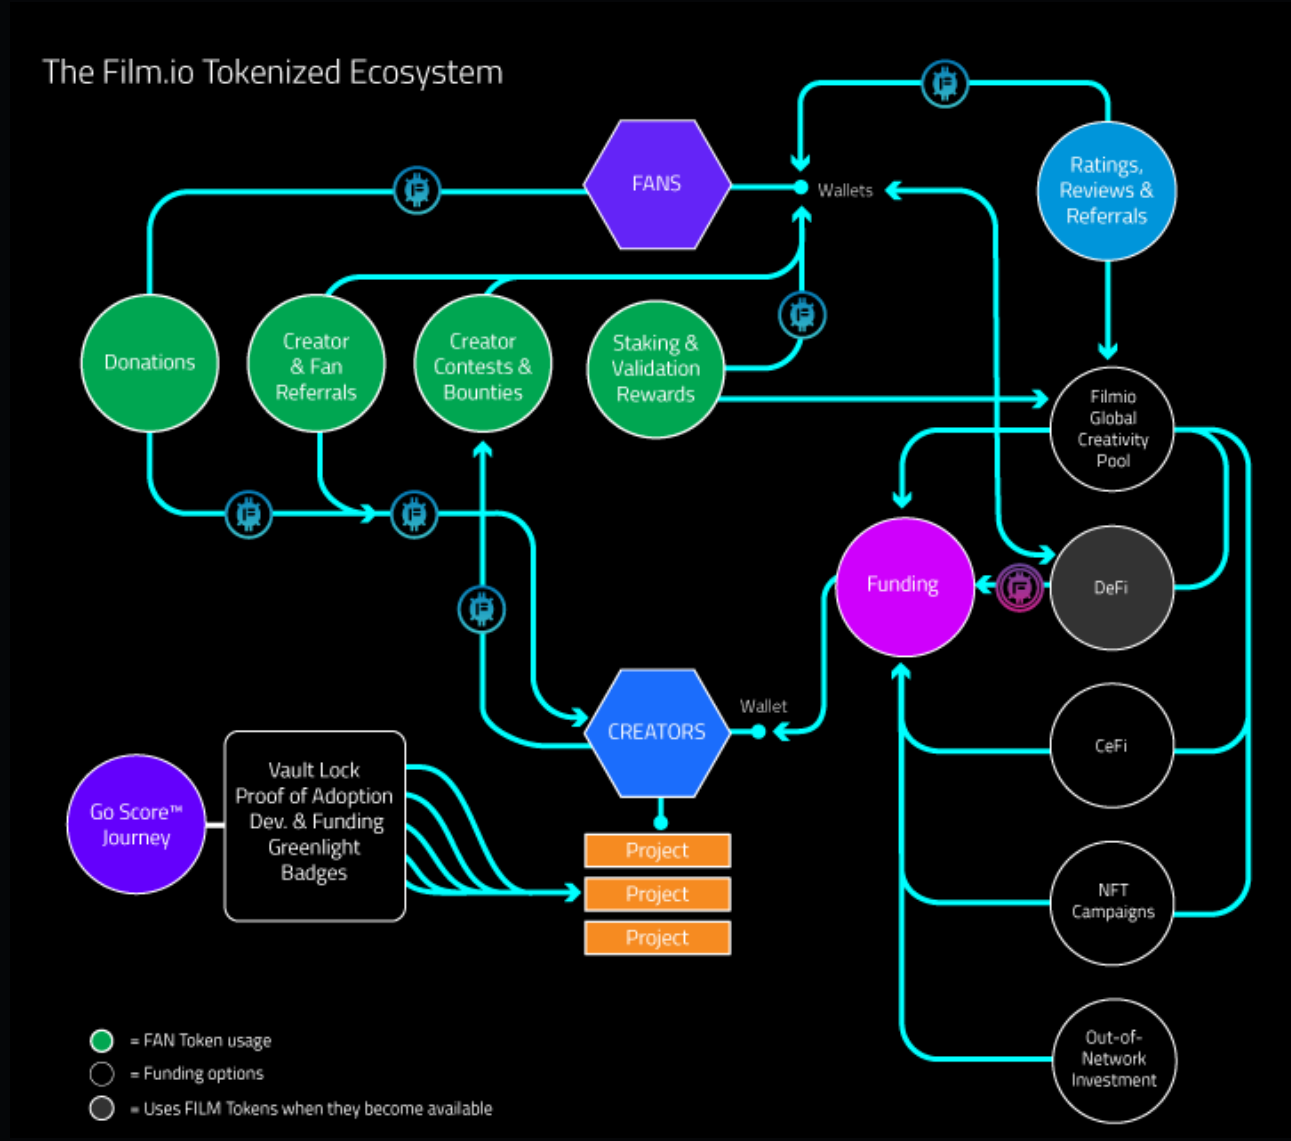 The Film.io Tokenized Ecosystem
FANS
Wallets
Ratings,
Reviews &
Referrals
Donations
Creator
& Fan
Referrals
Creator
Contests &
Bounties
Staking &
Validation
Rewards
Filmio
Global
Creativity
Pool
Funding
DeFi
Wallet
CREATORS
CeFi
Go Score™
Journey
Vault Lock
Proof of Adoption
Dev. & Funding
Greenlight
Badges
Project
Project
Project
NFT
Campaigns
Out-of-
Network
Investment
= FAN Token usage
= Funding options
= Uses FILM Tokens when they become available